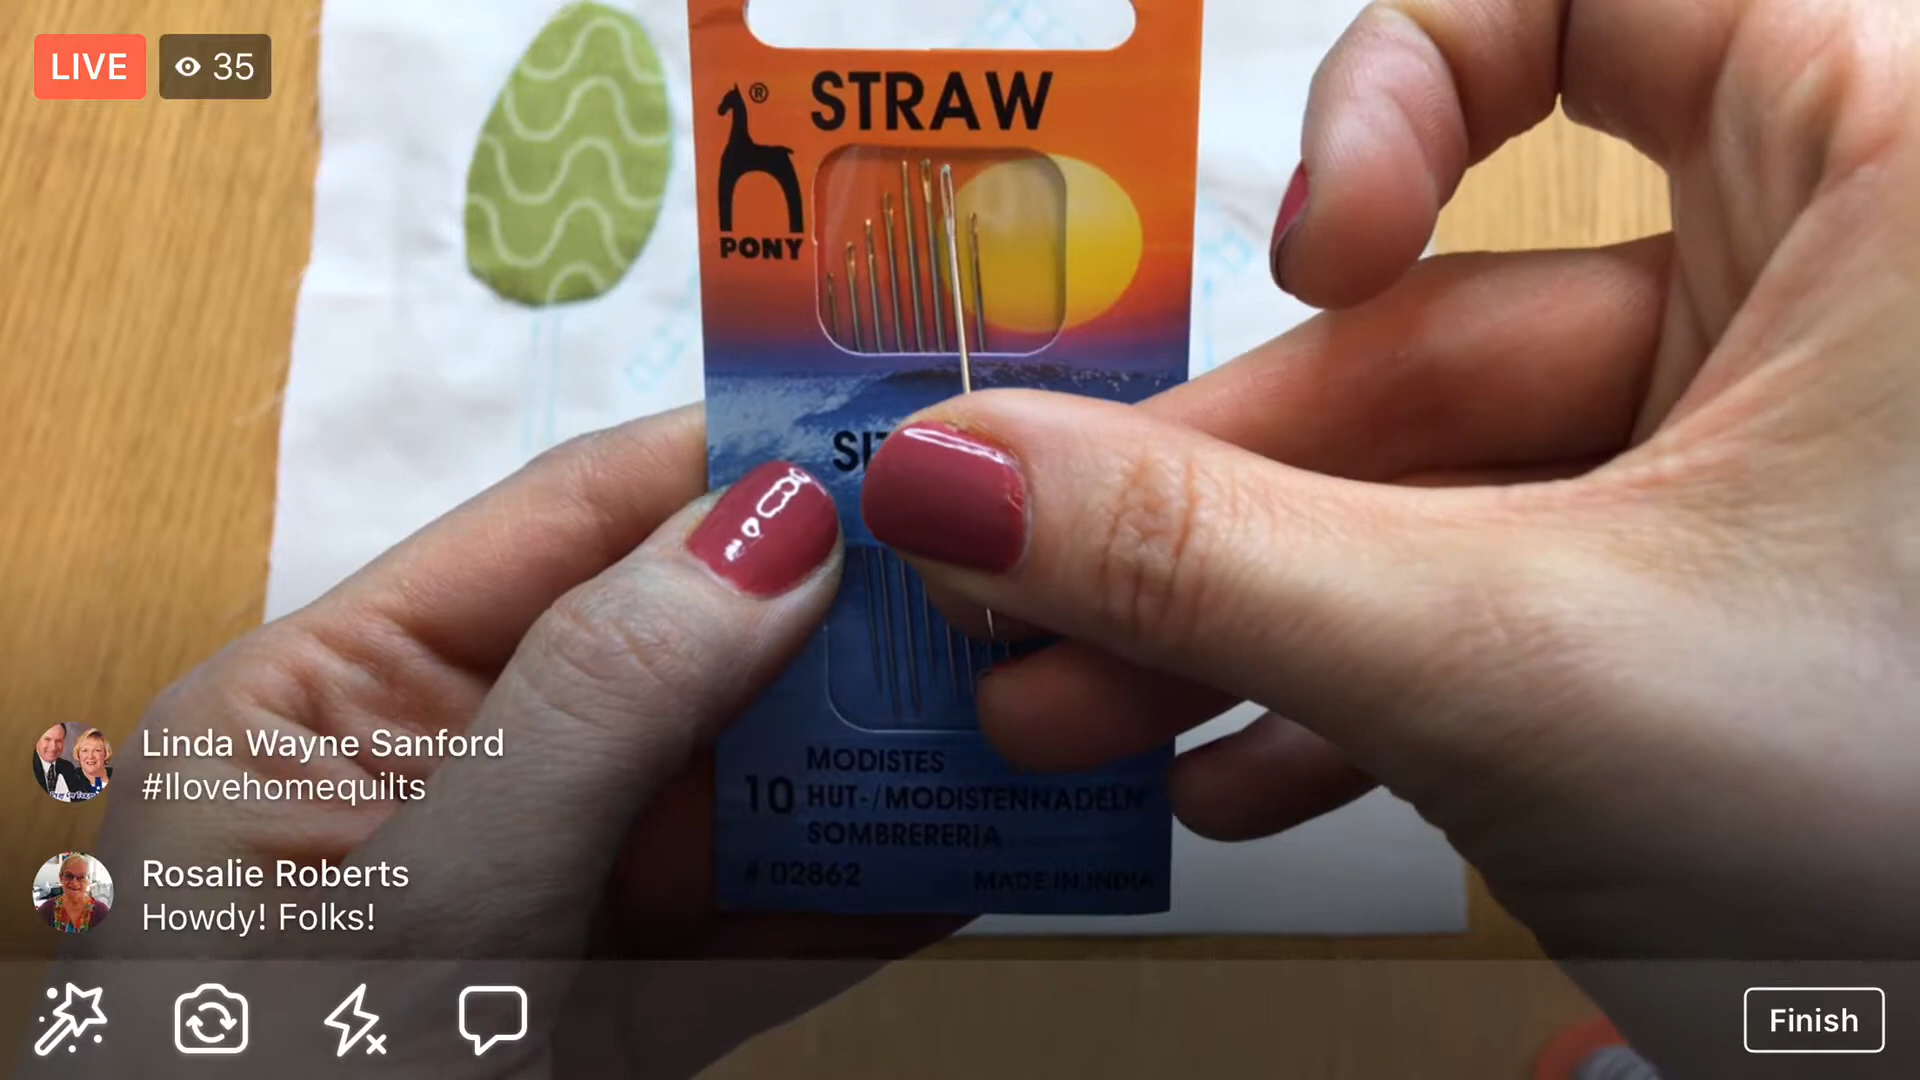 LIVE
35
STRAW
®
PONY
MODISTES
10 HUT-/MODISTENNADELN
SOMBRERERIA
# 02862
MADE IN INDIA
Linda Wayne Sanford
#Ilovehomequilts
Rosalie Roberts
Howdy! Folks!
Finish